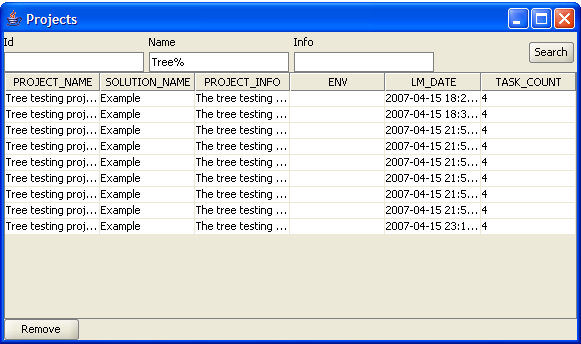 Projects
Id Name Info
Tree% Search
PROJECT_NAME SOLUTION_NAME PROJECT_INFO ENV LM_DATE TASK_COUNT
Tree testing proj... Example The tree testing ... 2007-04-15 18:2... 4
Tree testing proj... Example The tree testing ... 2007-04-15 18:3... 4
Tree testing proj... Example The tree testing ... 2007-04-15 21:5... 4
Tree testing proj... Example The tree testing ... 2007-04-15 21:5... 4
Tree testing proj... Example The tree testing ... 2007-04-15 21:5... 4
Tree testing proj... Example The tree testing ... 2007-04-15 21:5... 4
Tree testing proj... Example The tree testing ... 2007-04-15 21:5... 4
Tree testing proj... Example The tree testing ... 2007-04-15 21:5... 4
Tree testing proj... Example The tree testing ... 2007-04-15 23:1... 4
Remove